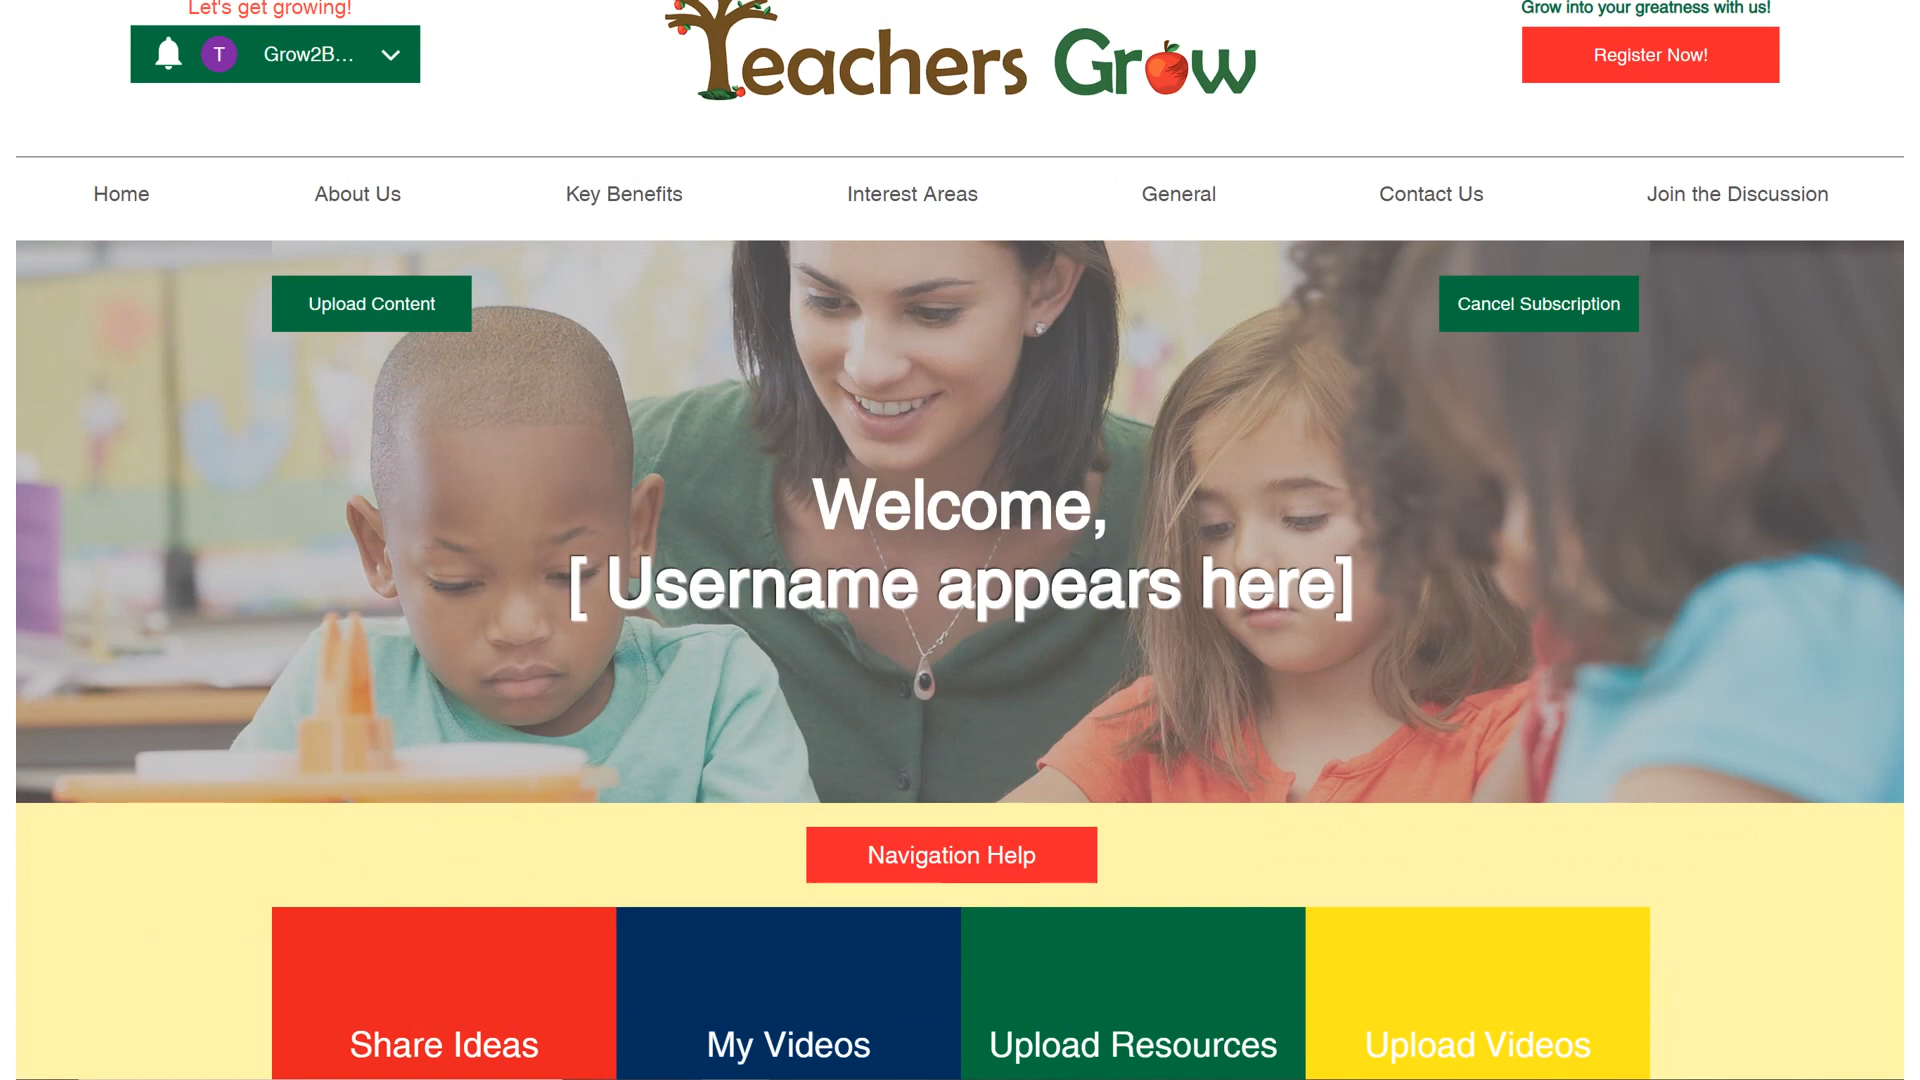 Let's get growing!
T Grow2B...
Teachers Grow
Grow into your greatness with us!
Register Now!
Home About Us Key Benefits Interest Areas General Contact Us Join the Discussion
Upload Content
Cancel Subscription
Welcome,
[ Username appears here]
Navigation Help
Share Ideas My Videos Upload Resources Upload Videos